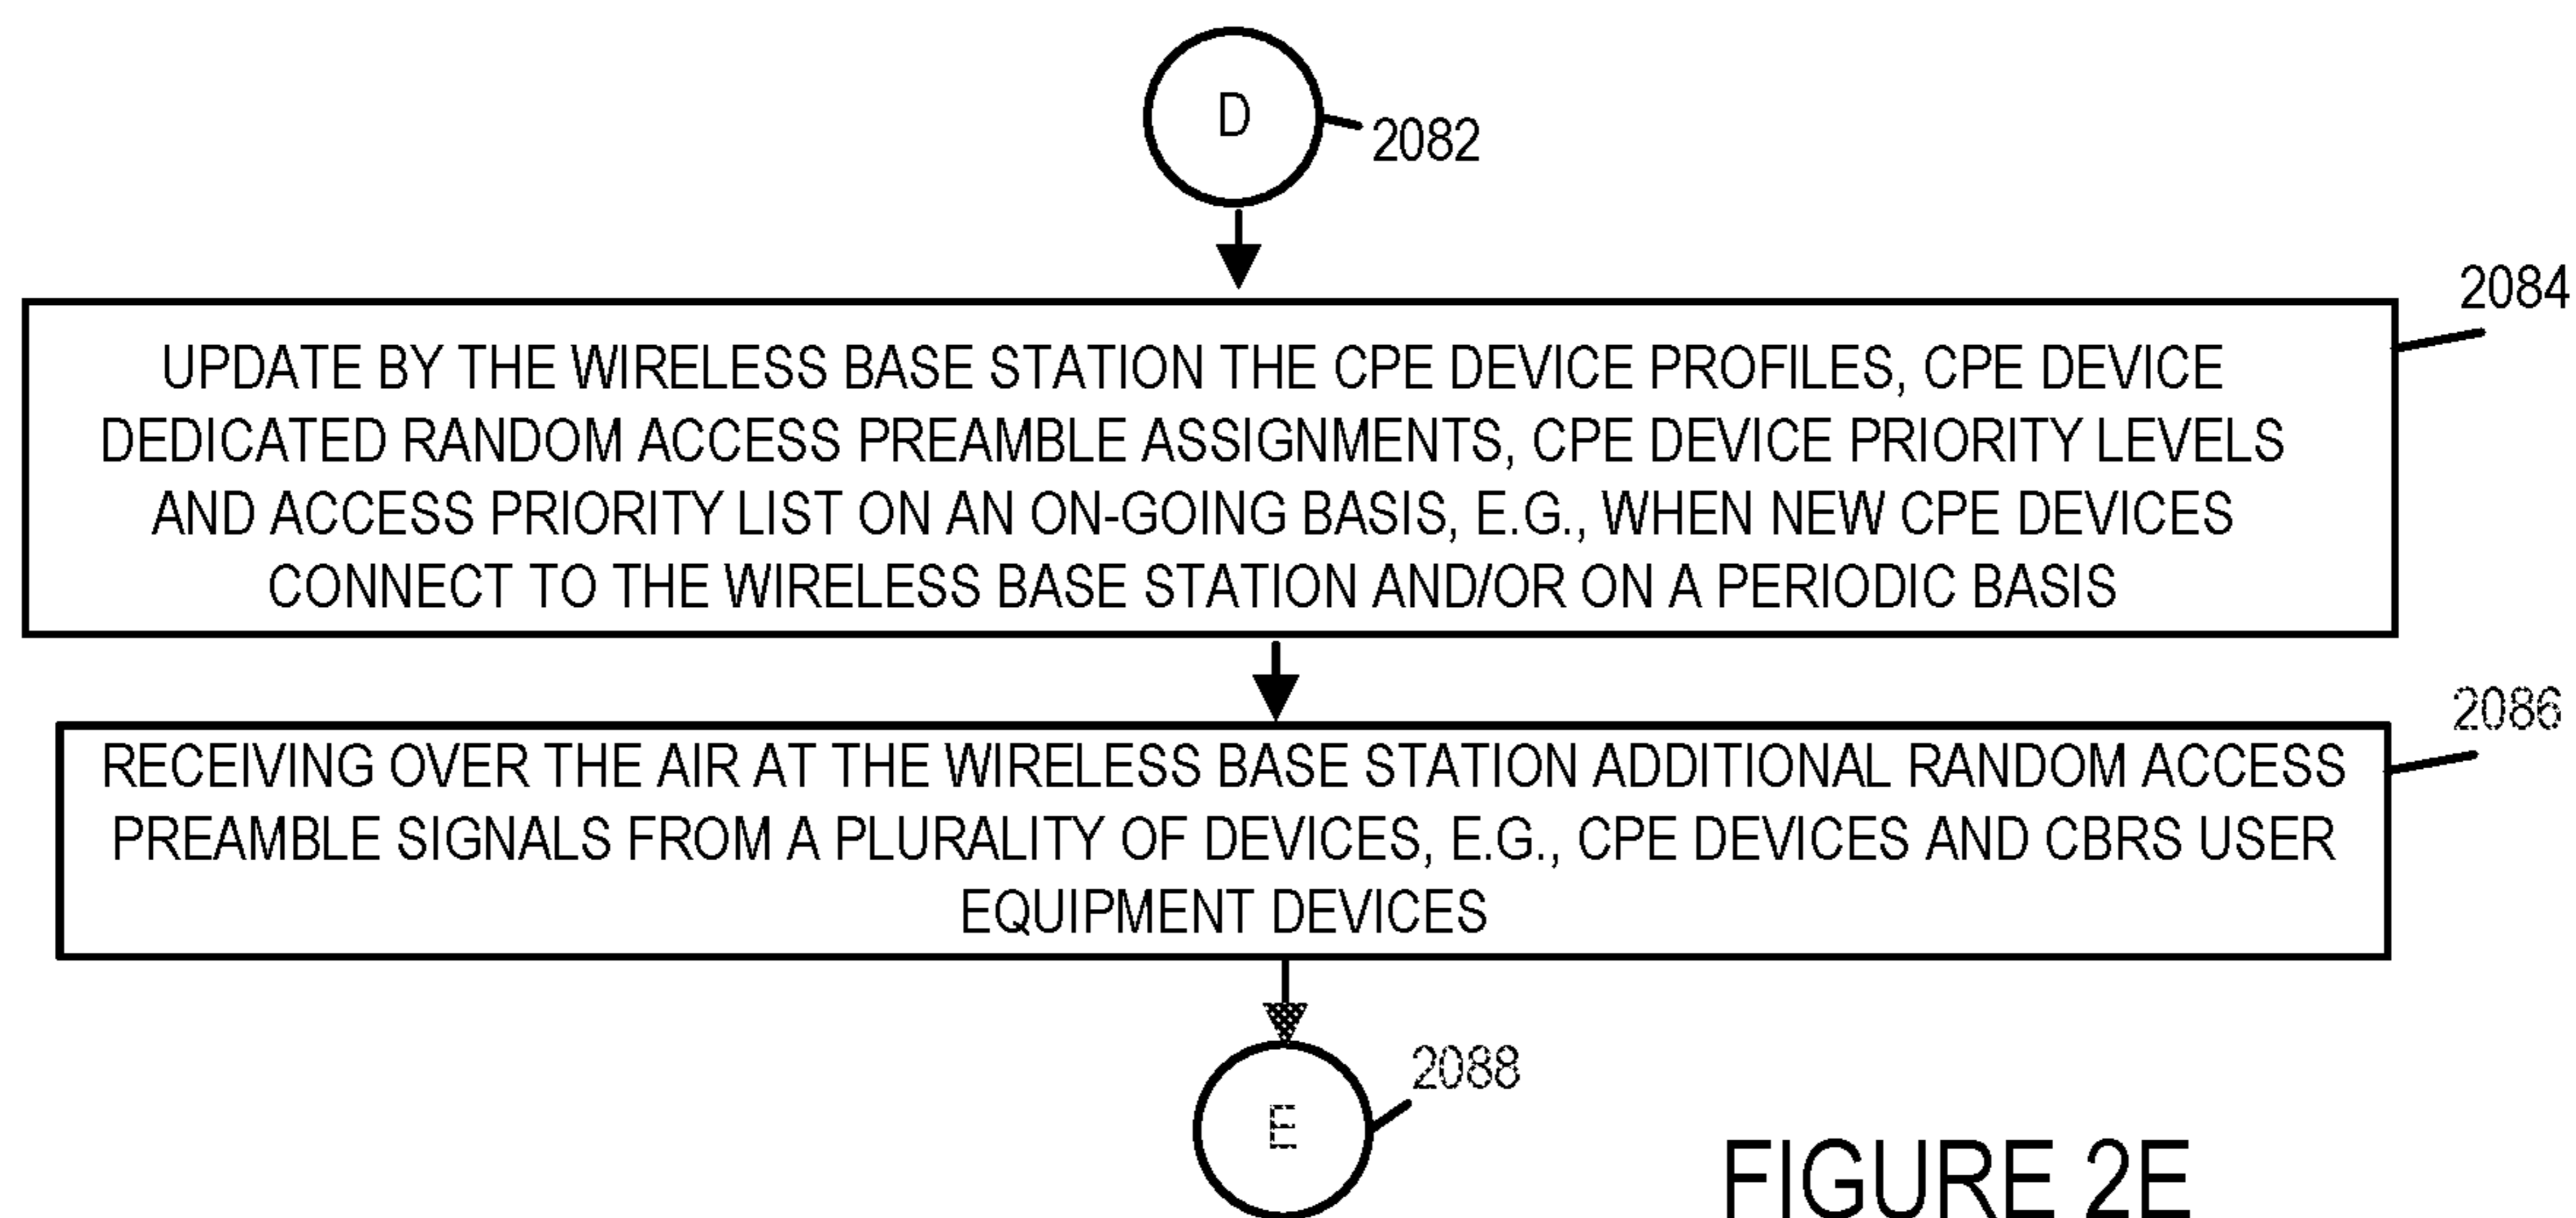 D
2082
2084
UPDATE BY THE WIRELESS BASE STATION THE CPE DEVICE PROFILES, CPE DEVICE
DEDICATED RANDOM ACCESS PREAMBLE ASSIGNMENTS, CPE DEVICE PRIORITY LEVELS
AND ACCESS PRIORITY LIST ON AN ON-GOING BASIS, E.G., WHEN NEW CPE DEVICES
CONNECT TO THE WIRELESS BASE STATION AND/OR ON A PERIODIC BASIS
2086
RECEIVING OVER THE AIR AT THE WIRELESS BASE STATION ADDITIONAL RANDOM ACCESS
PREAMBLE SIGNALS FROM A PLURALITY OF DEVICES, E.G., CPE DEVICES AND CBRS USER
EQUIPMENT DEVICES
2088
E
FIGURE 2E